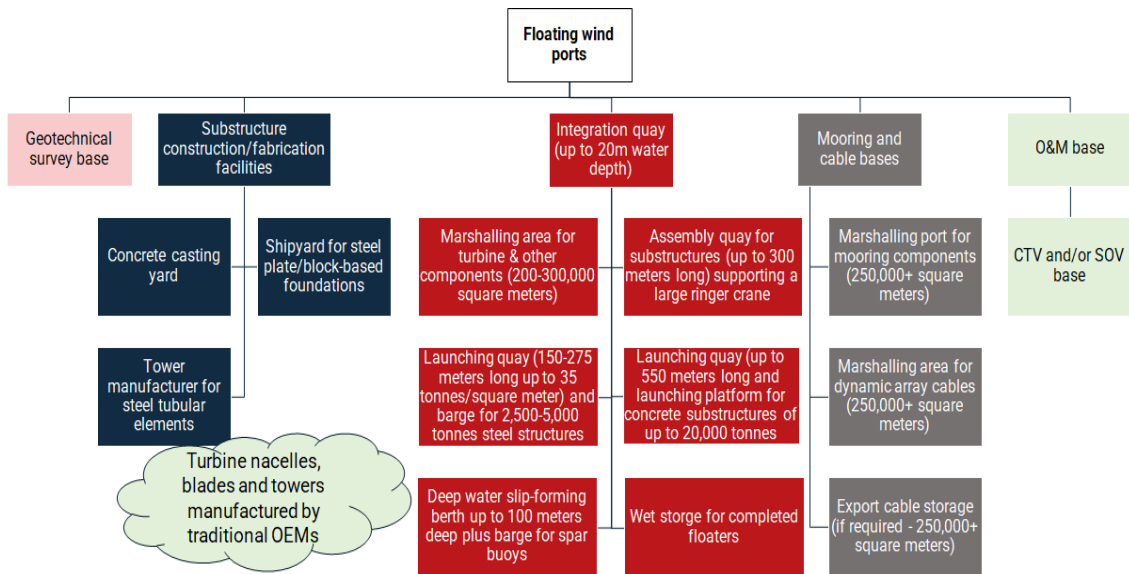 Floating wind
ports
Geotechnical
survey base
Substructure
construction/fabrication
facilities
Integration quay
(up to 20m water
depth)
Mooring and
cable bases
O&M base
Concrete casting
yard
Shipyard for steel
plate/block-based
foundations
Marshalling area for
turbine & other
components (200-300,000
square meters)
Assembly quay for
substructures (up to 300
meters long) supporting a
large ringer crane
Marshalling port for
mooring components
(250,000+ square
meters)
CTV and/or SOV
base
Tower
manufacturer for
steel tubular
elements
Launching quay (150-275
meters long up to 35
tonnes/square meter) and
barge for 2,500-5,000
tonnes steel structures
Launching quay (up to
550 meters long and
launching platform for
concrete substructures of
up to 20,000 tonnes
Marshalling area for
dynamic array cables
(250,000+ square
meters)
Turbine nacelles,
blades and towers
manufactured by
traditional OEMs
Deep water slip-forming
berth up to 100 meters
deep plus barge for spar
buoys
Wet storge for completed
floaters
Export cable storage
(if required - 250,000+
square meters)